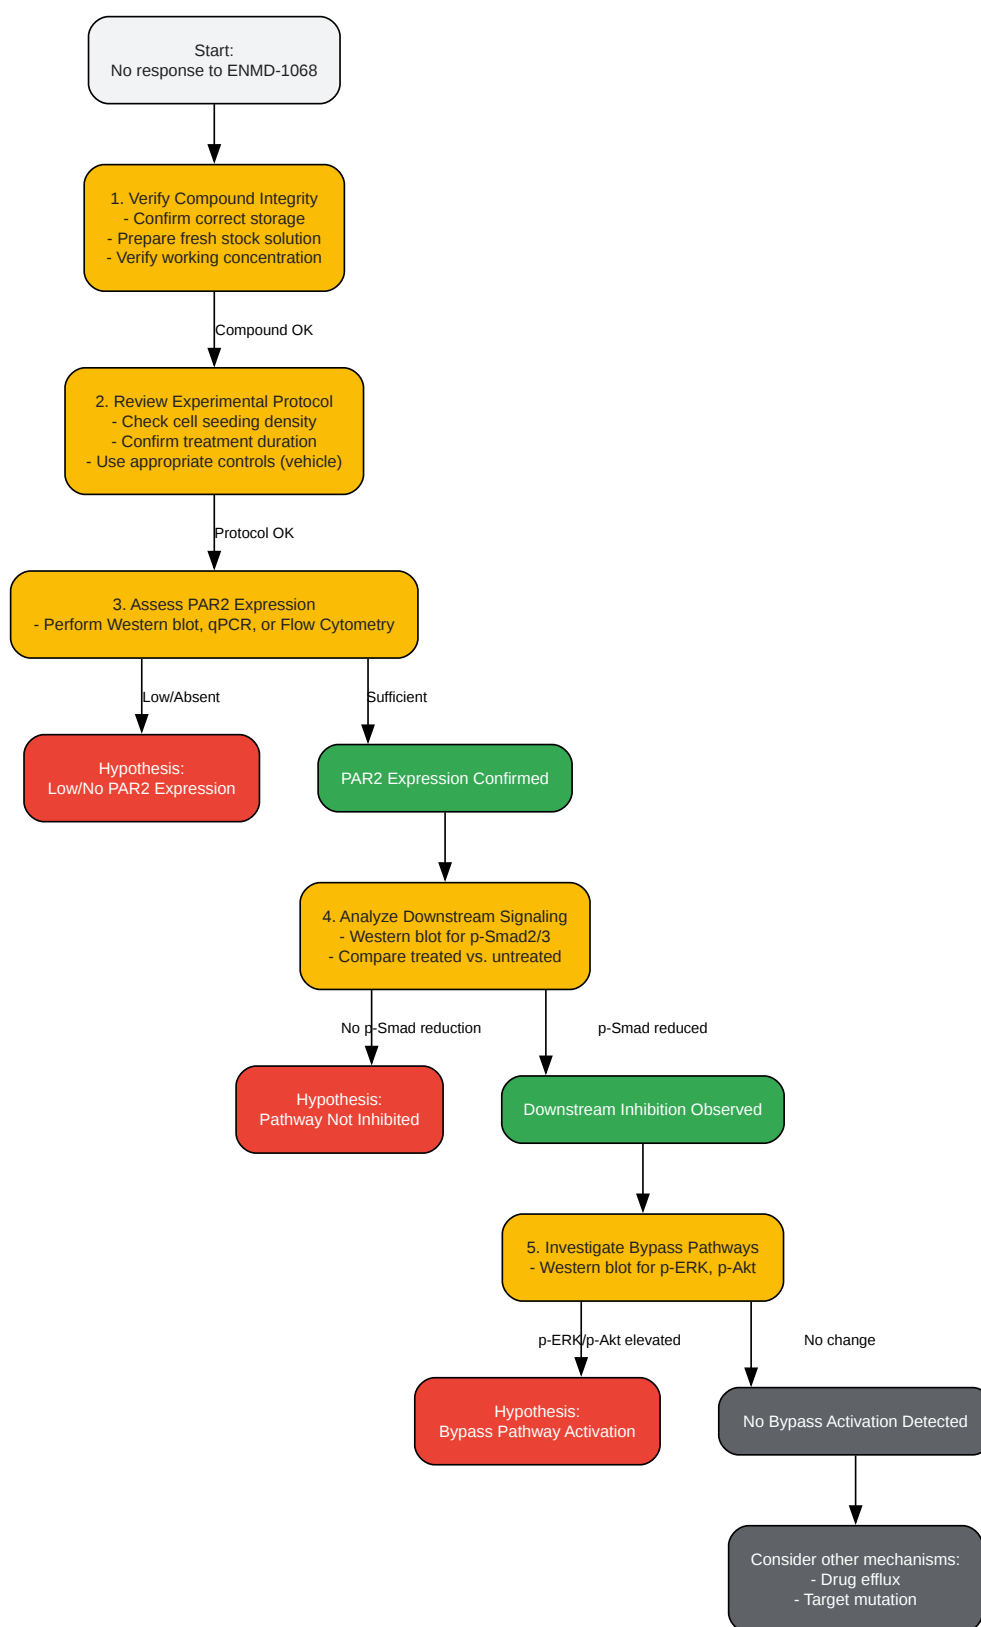 Start:
No response to ENMD-1068
1. Verify Compound Integrity
- Confirm correct storage
- Prepare fresh stock solution
- Verify working concentration
Compound OK
2. Review Experimental Protocol
- Check cell seeding density
- Confirm treatment duration
- Use appropriate controls (vehicle)
Protocol OK
3. Assess PAR2 Expression
- Perform Western blot, qPCR, or Flow Cytometry
Low/Absent
Sufficient
Hypothesis:
Low/No PAR2 Expression
PAR2 Expression Confirmed
4. Analyze Downstream Signaling
- Western blot for p-Smad2/3
- Compare treated vs. untreated
No p-Smad reduction
p-Smad reduced
Hypothesis:
Pathway Not Inhibited
Downstream Inhibition Observed
5. Investigate Bypass Pathways
- Western blot for p-ERK, p-Akt
p-ERK/p-Akt elevated
No change
Hypothesis:
Bypass Pathway Activation
No Bypass Activation Detected
Consider other mechanisms:
- Drug efflux
- Target mutation